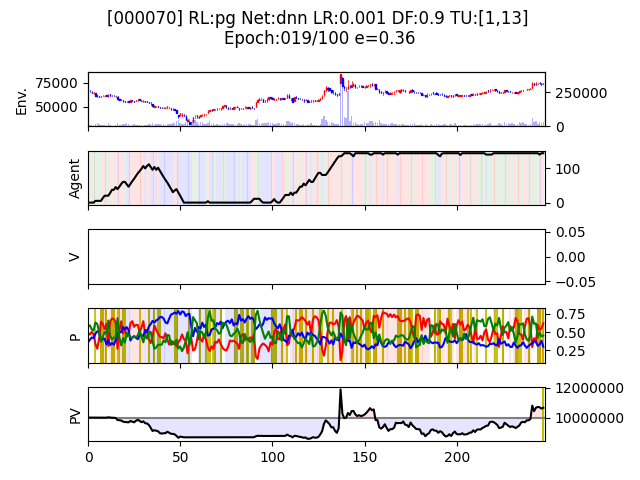 [000070] RL:pg Net:dnn LR:0.001 DF:0.9 TU:[1,13]
Epoch:019/100 e=0.36
Env.
75000
50000
250000
0
Agent
100
0
V
0.05
0.00
−0.05
P
0.75
0.50
0.25
PV
12000000
10000000
0
50
100
150
200